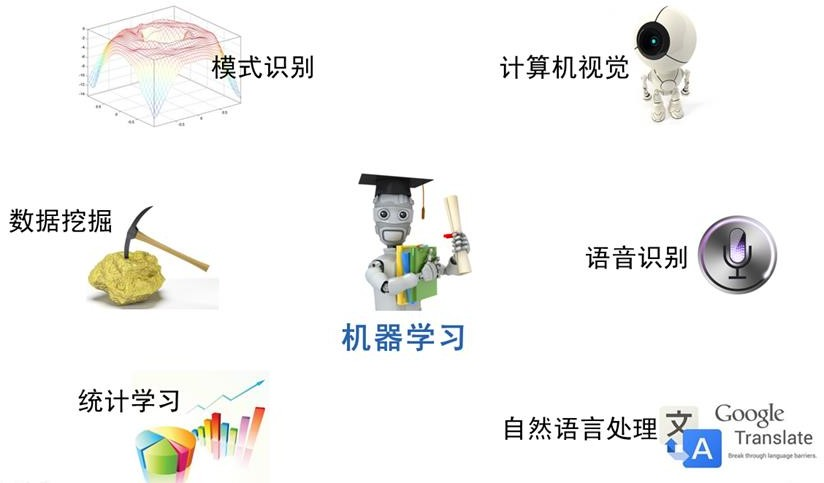 模式识别
计算机视觉
数据挖掘
语音识别
机器学习
统计学习
自然语言处理
文
A
Google
Translate
Break through language barriers.